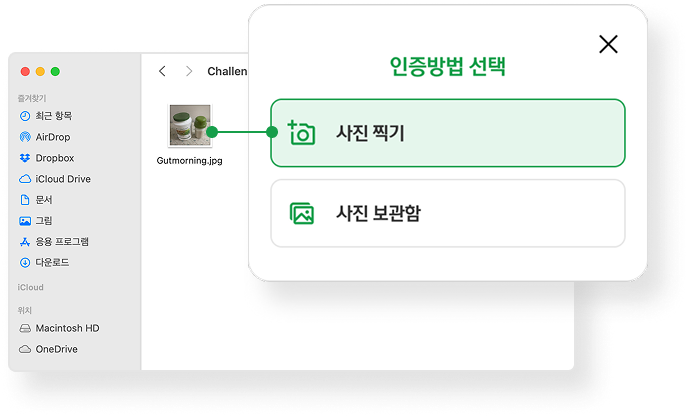 인증방법 선택
사진 찍기
사진 보관함
즐겨찾기
최근 항목
AirDrop
Dropbox
iCloud Drive
문서
그림
응용 프로그램
다운로드
iCloud
위치
Macintosh HD
OneDrive
Challen
Gutmorning.jpg